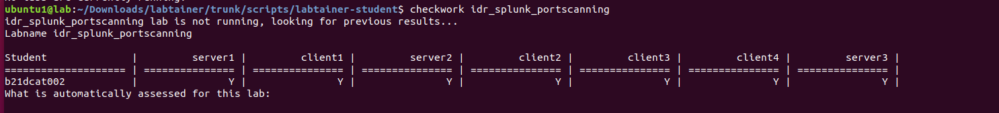 ubuntu1@lab:~/Downloads/labtainer/trunk/scripts/labtainer-student$ checkwork idr_splunk_portscanning
idr_splunk_portscanning lab is not running, looking for previous results...
Labname idr_splunk_portscanning
Student | server1 | client1 | server2 | client2 | client3 | client4 | server3 |
==================== | =============== | =============== | =============== | =============== | =============== | =============== | =============== |
b21dcat002 | Y | Y | Y | Y | Y | Y | Y |
What is automatically assessed for this lab: